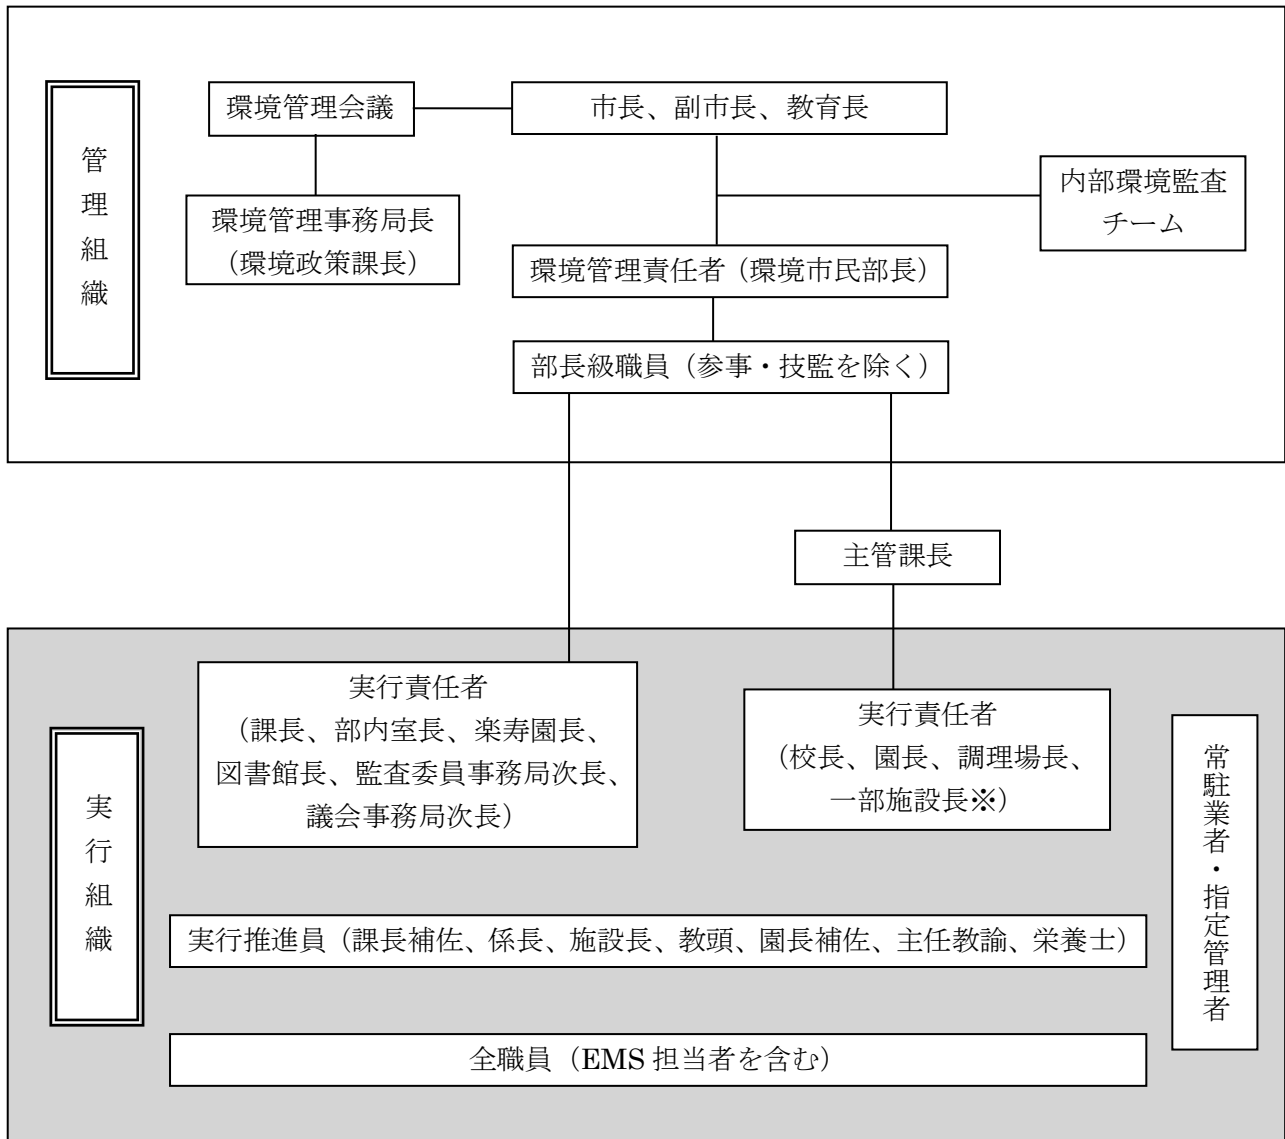 管理組織
環境管理会議
市長、副市長、教育長
環境管理事務局長
（環境政策課長）
内部環境監査
チーム
環境管理責任者（環境市民部長）
部長級職員（参事・技監を除く）
主管課長
実行組織
実行責任者
（課長、部内室長、楽寿園長、
図書館長、監査委員事務局次長、
議会事務局次長）
実行責任者
（校長、園長、調理場長、
一部施設長※）
常駐業者・指定管理者
実行推進員（課長補佐、係長、施設長、教頭、園長補佐、主任教諭、栄養士）
全職員（EMS 担当者を含む）